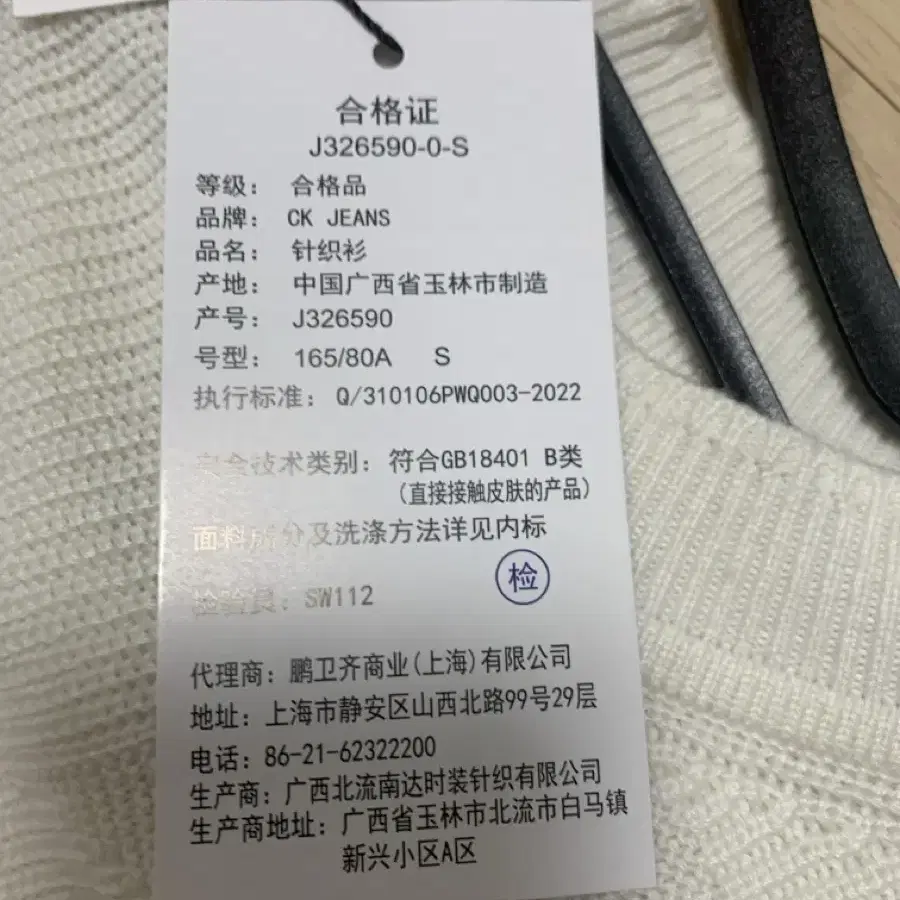 合格证
J326590-0-S
等级： 合格品
品牌： CK JEANS
品名： 针织衫
产地： 中国广西省玉林市制造
产号： J326590
号型： 165/80A S
执行标准： Q/310106PWQ003-2022
安全技术类别： 符合GB18401 B类
(直接接触皮肤的产品)
面料成分及洗涤方法详见内标
检
检验员： SW112
代理商： 鹏卫齐商业(上海)有限公司
地址： 上海市静安区山西北路99号29层
电话： 86-21-62322200
生产商： 广西北流南达时装针织有限公司
生产商地址： 广西省玉林市北流市白马镇
新兴小区A区